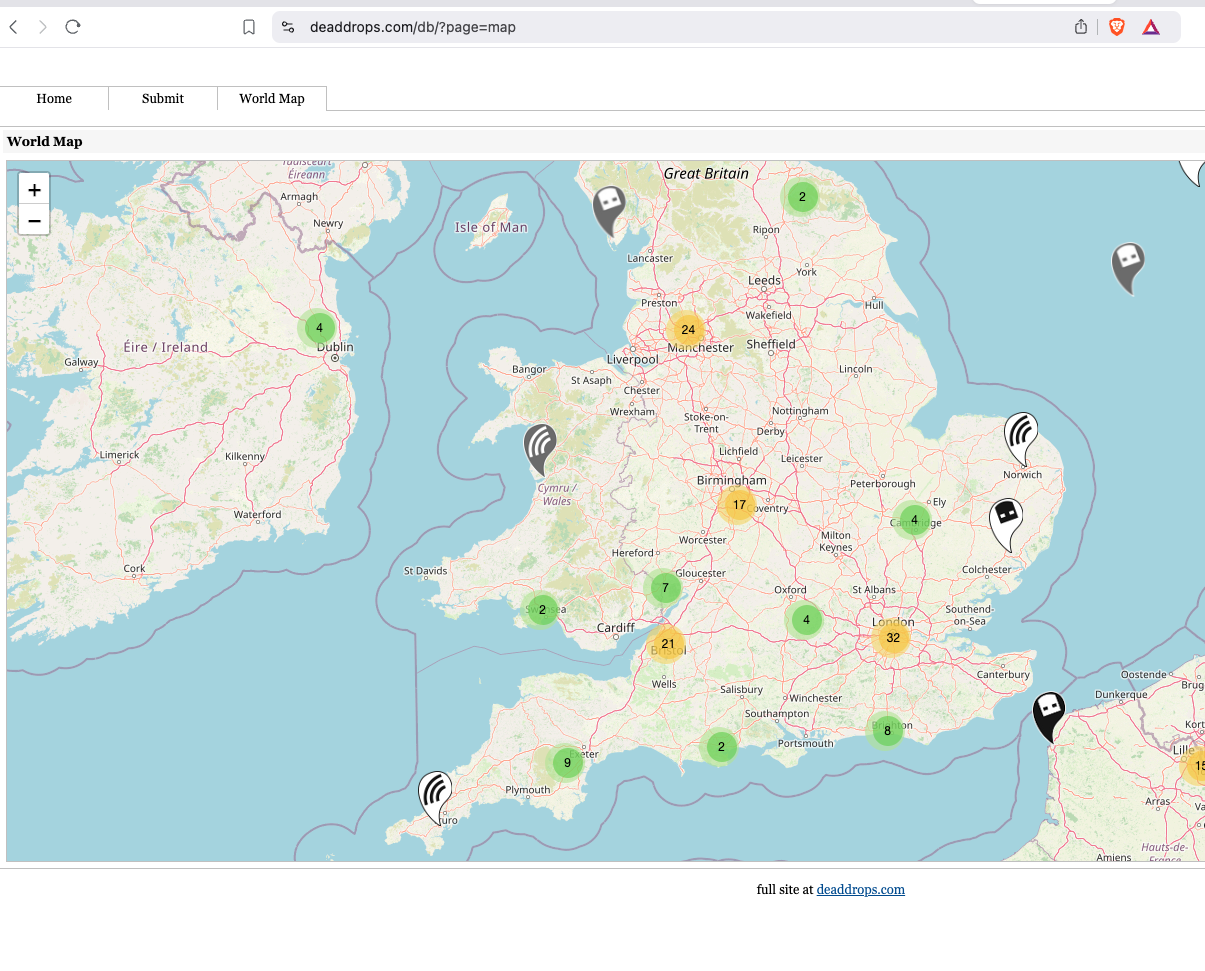 deaddrops.com/db/?page=map
Home
Submit
World Map
World Map
+
−
Éireann
Armagh
Newry
Isle of Man
Great Britain
2
Ripon
Lancaster
York
Leeds
Preston
Hull
Wakefield
4
24
Dublin
Éire / Ireland
Manchester
Sheffield
Liverpool
Galway
Bangor
St Asaph
Chester
Lincoln
Wrexham
Stoke-on-
Trent
Nottingham
Derby
Limerick
Kilkenny
Lichfield
Leicester
Norwich
Birmingham
Peterborough
Cymru /
Wales
17
Coventry
Ely
Waterford
4
Cambridge
Worcester
Milton
Keynes
Hereford
Cork
St Davids
Gloucester
Colchester
7
Oxford
St Albans
2
Swansea
4
Southend-
on-Sea
Cardiff
London
32
21
Bristol
Wells
Salisbury
Winchester
Canterbury
Oostende
Brug
Dunkerque
Southampton
Portsmouth
8
Brighton
Kort
2
Exeter
9
Lille
15
Plymouth
Arras
Va
turo
Hauts-de-
France
Amiens
full site at deaddrops.com